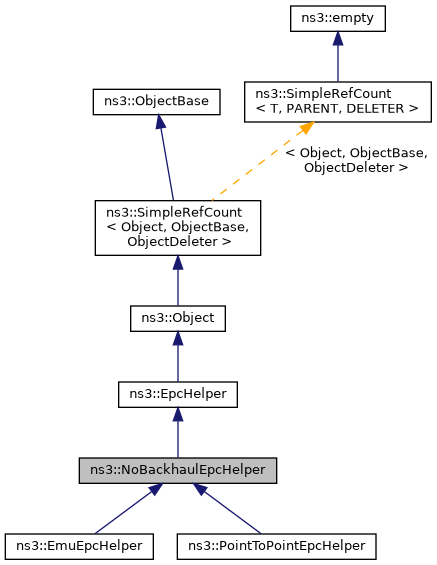 ns3::empty
ns3::SimpleRefCount
< T, PARENT, DELETER >
ns3::ObjectBase
< Object, ObjectBase,
ObjectDeleter >
ns3::SimpleRefCount
< Object, ObjectBase,
ObjectDeleter >
ns3::Object
ns3::EpcHelper
ns3::NoBackhaulEpcHelper
ns3::EmuEpcHelper
ns3::PointToPointEpcHelper